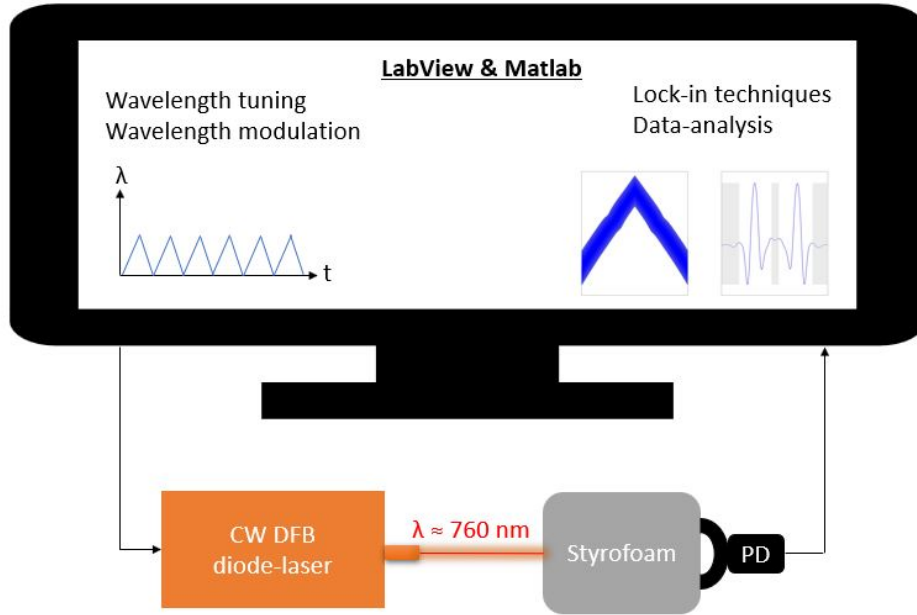 LabView & Matlab
Wavelength tuning
Wavelength modulation
Lock-in techniques
Data-analysis
λ
t
CW DFB
diode-laser
λ ≈ 760 nm
Styrofoam
PD